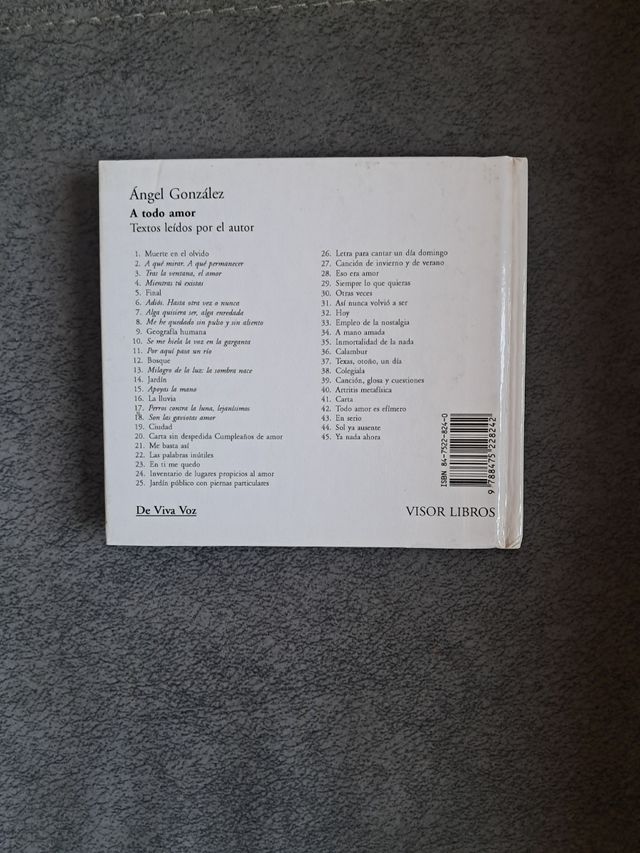 Ángel González
A todo amor
Textos leídos por el autor
1. Muerte en el olvido
2. A qué mirar. A qué permanecer
3. Tras la ventana, el amor
4. Mientras tú existas
5. Final
6. Adiós. Hasta otra vez o nunca
7. Alga quisiera ser, alga enredada
8. Me he quedado sin pulso y sin aliento
9. Geografía humana
10. Se me hiela la voz en la garganta
11. Por aquí pasa un río
12. Bosque
13. Milagro de la luz: la sombra nace
14. Jardín
15. Apoyas la mano
16. La lluvia
17. Perros contra la luna, lejanísimos
18. Son las gaviotas amor
19. Ciudad
20. Carta sin despedida Cumpleaños de amor
21. Me basta así
22. Las palabras inútiles
23. En ti me quedo
24. Inventario de lugares propicios al amor
25. Jardín público con piernas particulares
26. Letra para cantar un día domingo
27. Canción de invierno y de verano
28. Eso era amor
29. Siempre lo que quieras
30. Otras veces
31. Así nunca volvió a ser
32. Hoy
33. Empleo de la nostalgia
34. A mano amada
35. Inmortalidad de la nada
36. Calambur
37. Texas, otoño, un día
38. Colegiala
39. Canción, glosa y cuestiones
40. Artritis metafísica
41. Carta
42. Todo amor es efímero
43. En serio
44. Sol ya ausente
45. Ya nada ahora
ISBN 84-7522-824-0
9 788475 228242
De Viva Voz
VISOR LIBROS